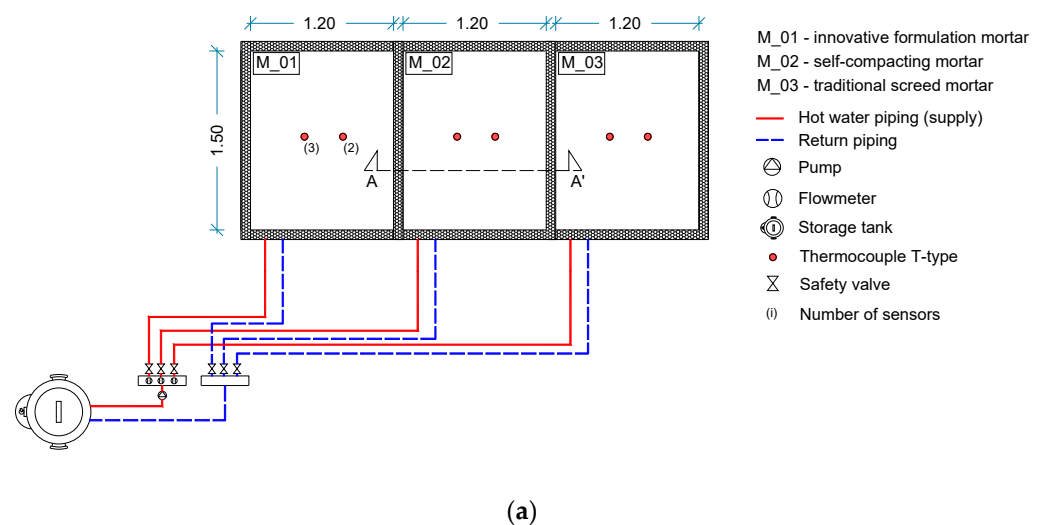 1.20 1.20 1.20
M_01 M_02 M_03
1.50
(3) (2)
A A'
M_01 - innovative formulation mortar
M_02 - self-compacting mortar
M_03 - traditional screed mortar
Hot water piping (supply)
Return piping
Pump
Flowmeter
Storage tank
Thermocouple T-type
Safety valve
(i) Number of sensors
(a)